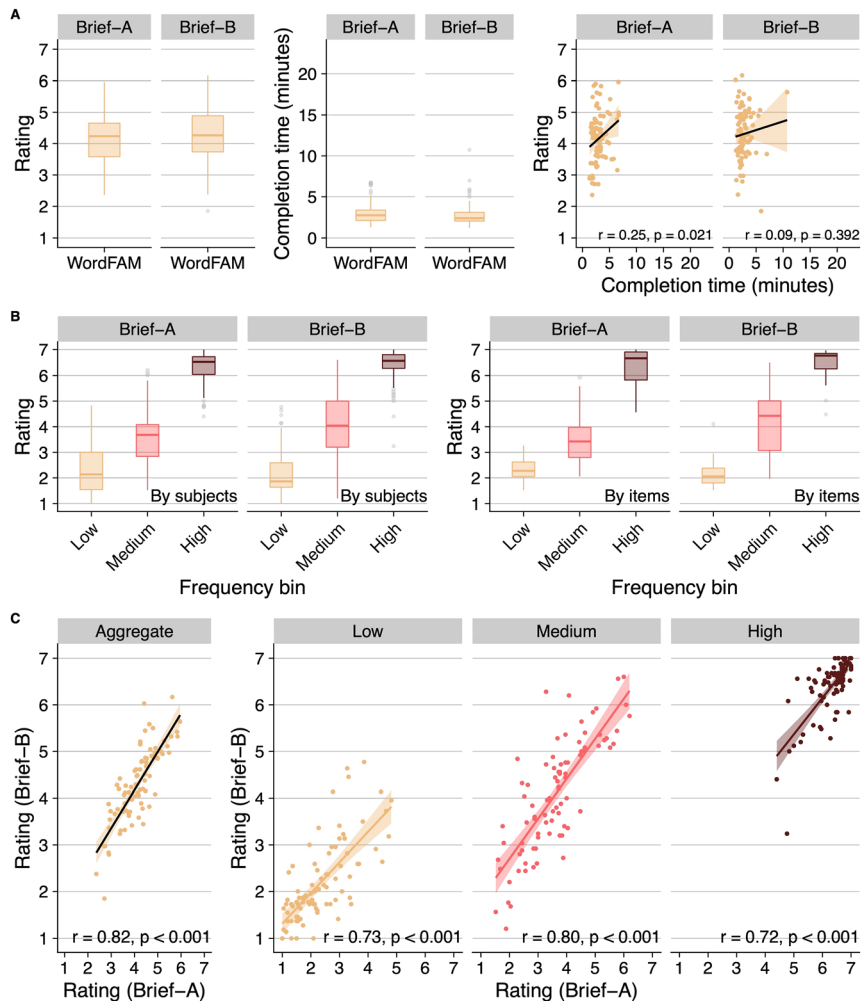 A
Brief−A Brief−B
Rating
7
6
5
4
3
2
1
WordFAM WordFAM
Brief−A Brief−B
Completion time (minutes)
20
15
10
5
0
WordFAM WordFAM
Brief−A Brief−B
Rating
7
6
5
4
3
2
1
r = 0.25, p = 0.021 r = 0.09, p = 0.392
0 5 10 15 20 0 5 10 15 20
Completion time (minutes)
B
Brief−A Brief−B
Rating
7
6
5
4
3
2
1
By subjects By subjects
Low Medium High Low Medium High
Frequency bin
Brief−A Brief−B
Rating
7
6
5
4
3
2
1
By items By items
Low Medium High Low Medium High
Frequency bin
C
Aggregate
Rating (Brief−B)
7
6
5
4
3
2
1
r = 0.82, p < 0.001
1 2 3 4 5 6 7
Rating (Brief−A)
Low Medium High
Rating (Brief−B)
7
6
5
4
3
2
1
r = 0.73, p < 0.001 r = 0.80, p < 0.001 r = 0.72, p < 0.001
1 2 3 4 5 6 7 1 2 3 4 5 6 7 1 2 3 4 5 6 7
Rating (Brief−A)